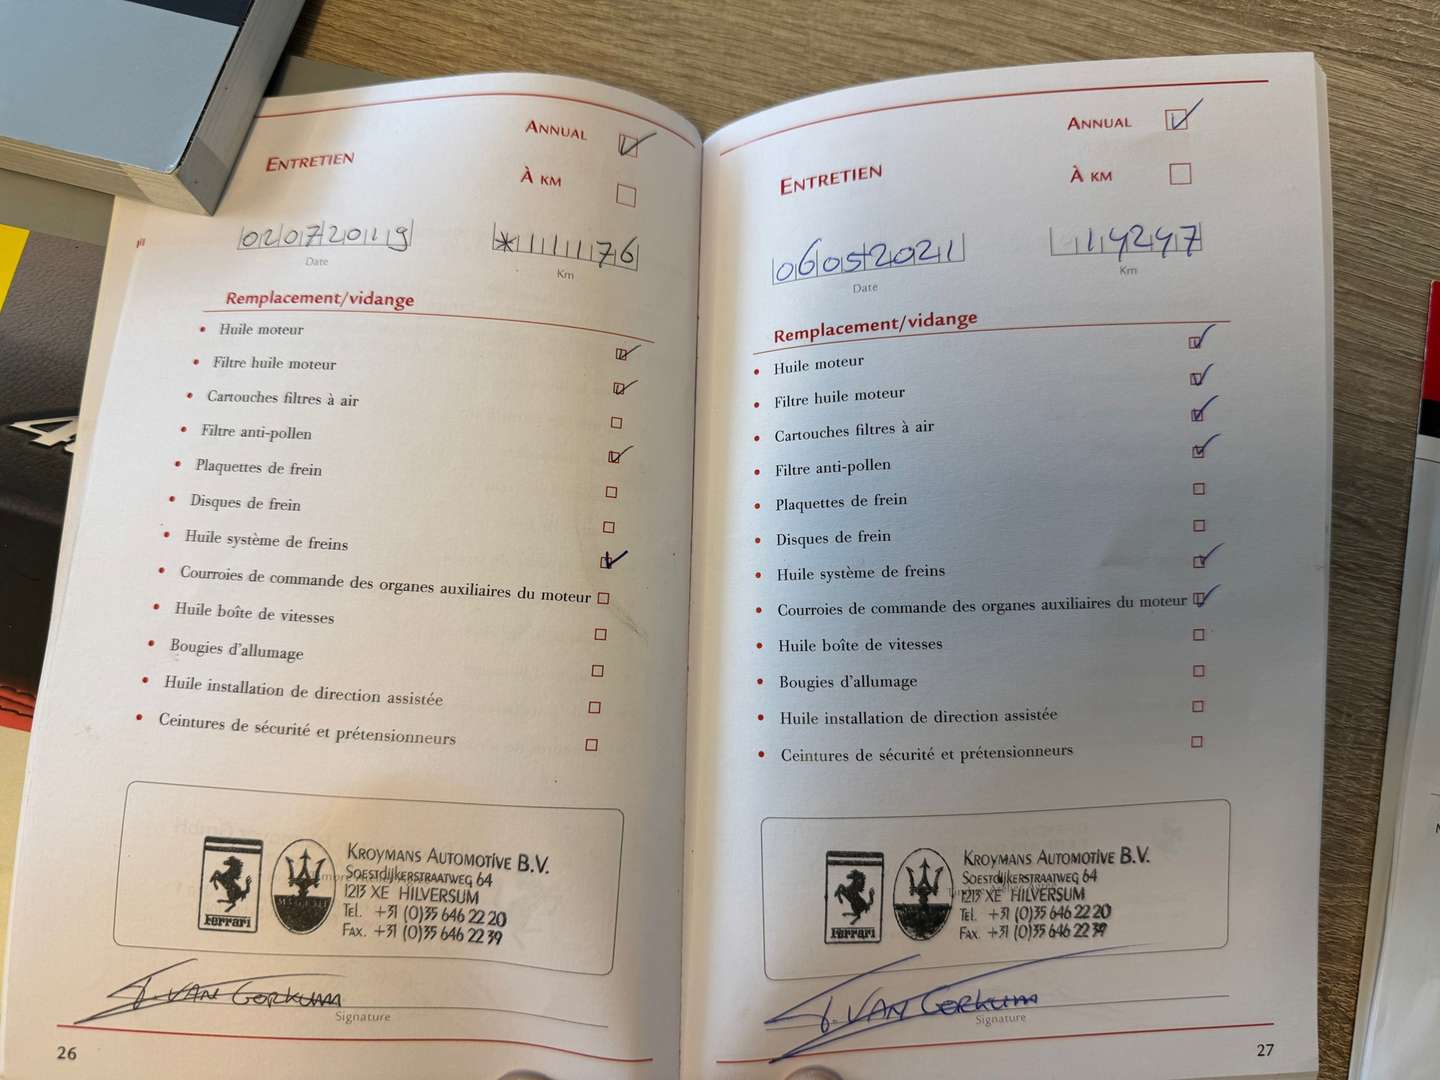 ANNUAL
ENTRETIEN
À KM
02072019
Date
Km
Remplacement/vidange
Huile moteur
Filtre huile moteur
Cartouches filtres à air
Filtre anti-pollen
Plaquettes de frein
Disques de frein
Huile système de freins
Courroies de commande des organes auxiliaires du moteur
Huile boîte de vitesses
Bougies d'allumage
Huile installation de direction assistée
Ceintures de sécurité et prétensionneurs
Ferrari
KROYMANS AUTOMOTIVE B.V.
SOESTDIJKERSTRAATWEG 64
1213 XE HILVERSUM
TEL. +31 (0)35 646 22 20
FAX. +31 (0)35 646 22 39
J. VAN GORKUM
Signature
26
ANNUAL
ENTRETIEN
À KM
06052021
Date
14247
Km
Remplacement/vidange
Huile moteur
Filtre huile moteur
Cartouches filtres à air
Filtre anti-pollen
Plaquettes de frein
Disques de frein
Huile système de freins
Courroies de commande des organes auxiliaires du moteur
Huile boîte de vitesses
Bougies d'allumage
Huile installation de direction assistée
Ceintures de sécurité et prétensionneurs
Ferrari
KROYMANS AUTOMOTIVE B.V.
SOESTDIJKERSTRAATWEG 64
1213 XE HILVERSUM
TEL. +31 (0)35 646 22 20
FAX. +31 (0)35 646 22 39
J. VAN GORKUM
Signature
27